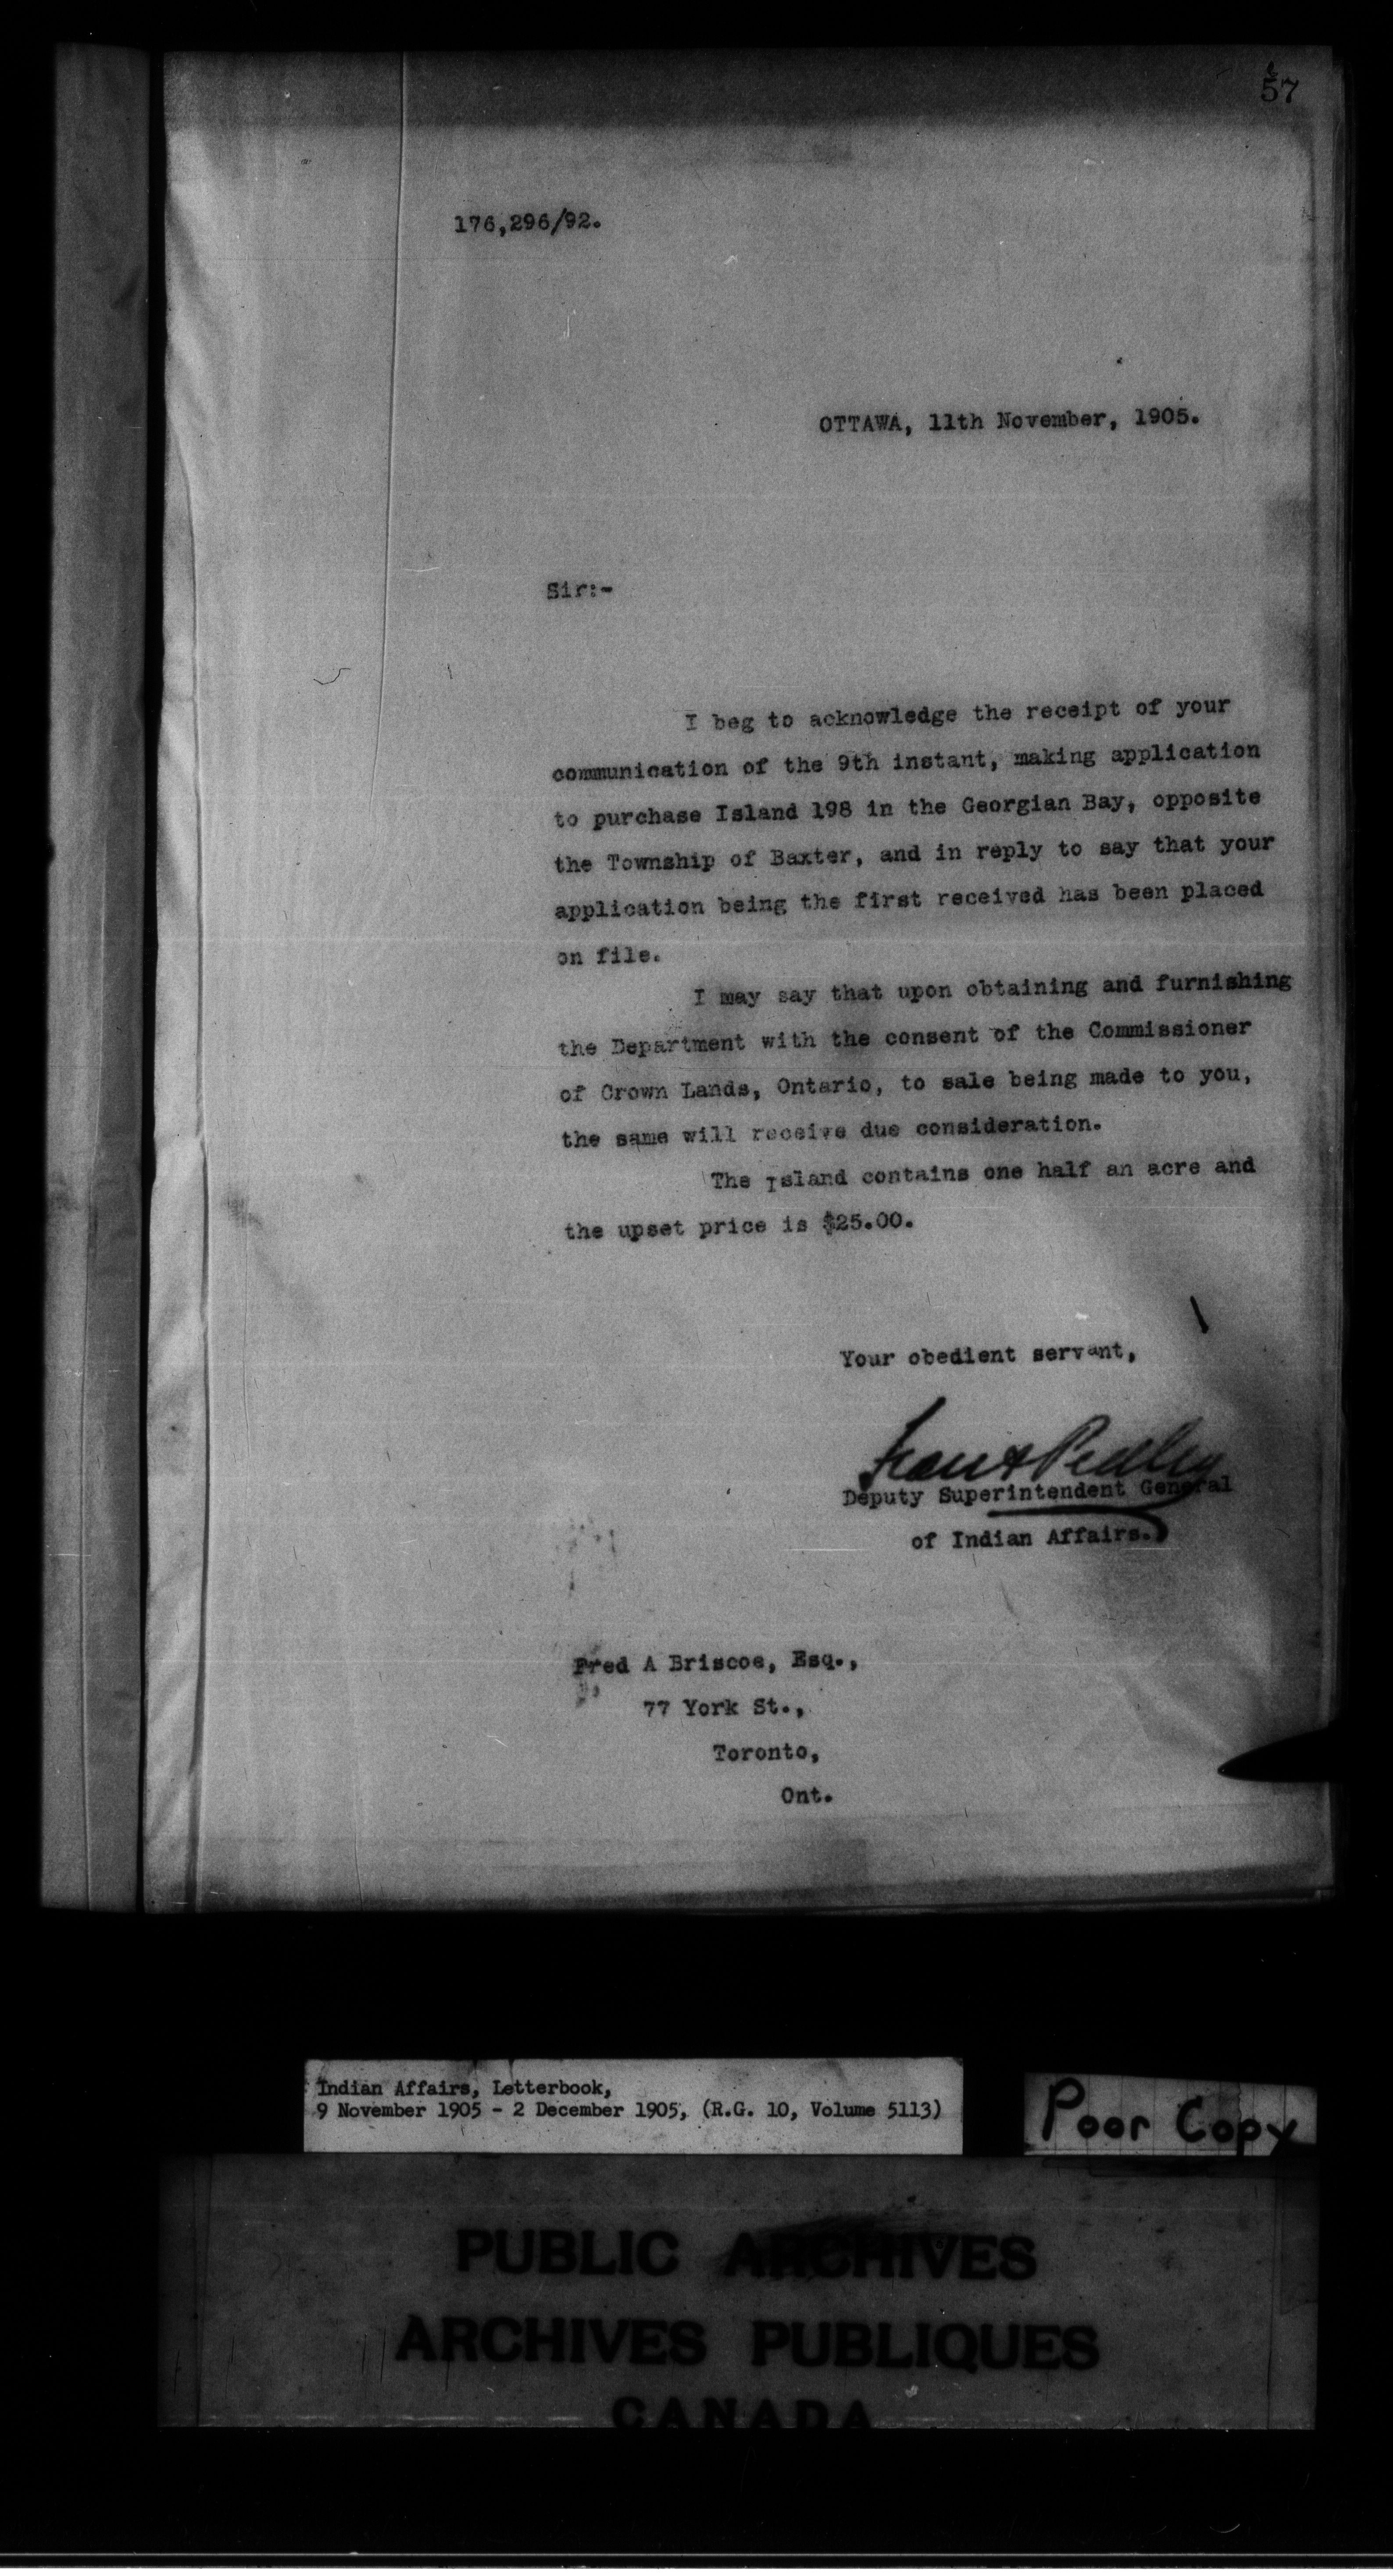 57
176,296/92.
OTTAWA, 11th November, 1905.
Sir:-
I beg to acknowledge the receipt of your
communication of the 9th instant, making application
to purchase Island 198 in the Georgian Bay, opposite
the Township of Baxter, and in reply to say that your
application being the first received has been placed
on file.
I may say that upon obtaining and furnishing
the Department with the consent of the Commissioner
of Crown Lands, Ontario, to sale being made to you,
the same will receive due consideration.
The Island contains one half an acre and
the upset price is $25.00.
Your obedient servant,
Frank Pedley
Deputy Superintendent General
of Indian Affairs.
Fred A Briscoe, Esq.,
77 York St.,
Toronto,
Ont.
Indian Affairs, Letterbook,
9 November 1905 - 2 December 1905, (R.G. 10, Volume 5113)
Poor Copy
PUBLIC ARCHIVES
ARCHIVES PUBLIQUES
CANADA